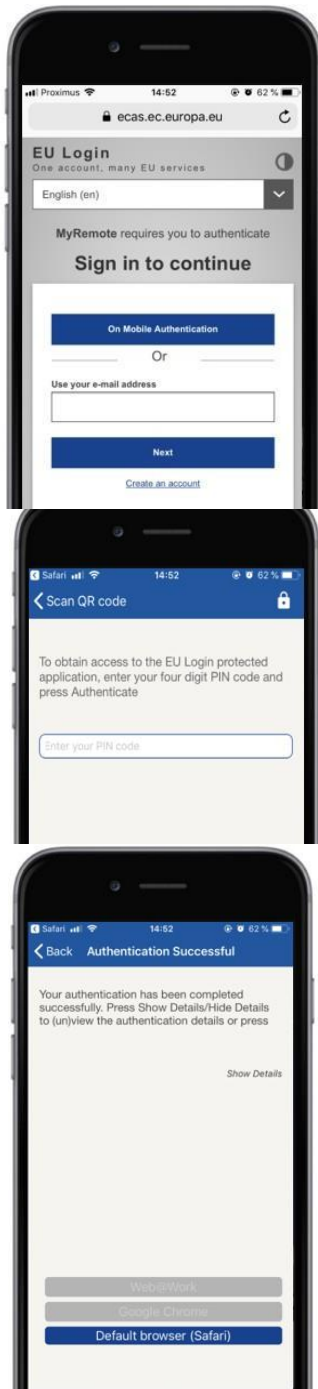 Proximus 14:52 62 %
ecas.ec.europa.eu
EU Login
One account, many EU services
English (en)
MyRemote requires you to authenticate
Sign in to continue
On Mobile Authentication
Or
Use your e-mail address
Next
Create an account
Safari 14:52 62 %
Scan QR code
To obtain access to the EU Login protected
application, enter your four digit PIN code and
press Authenticate
Enter your PIN code
Safari 14:52 62 %
Back Authentication Successful
Your authentication has been completed
successfully. Press Show Details/Hide Details
to (un)view the authentication details or press
Show Details
Web@Work
Google Chrome
Default browser (Safari)